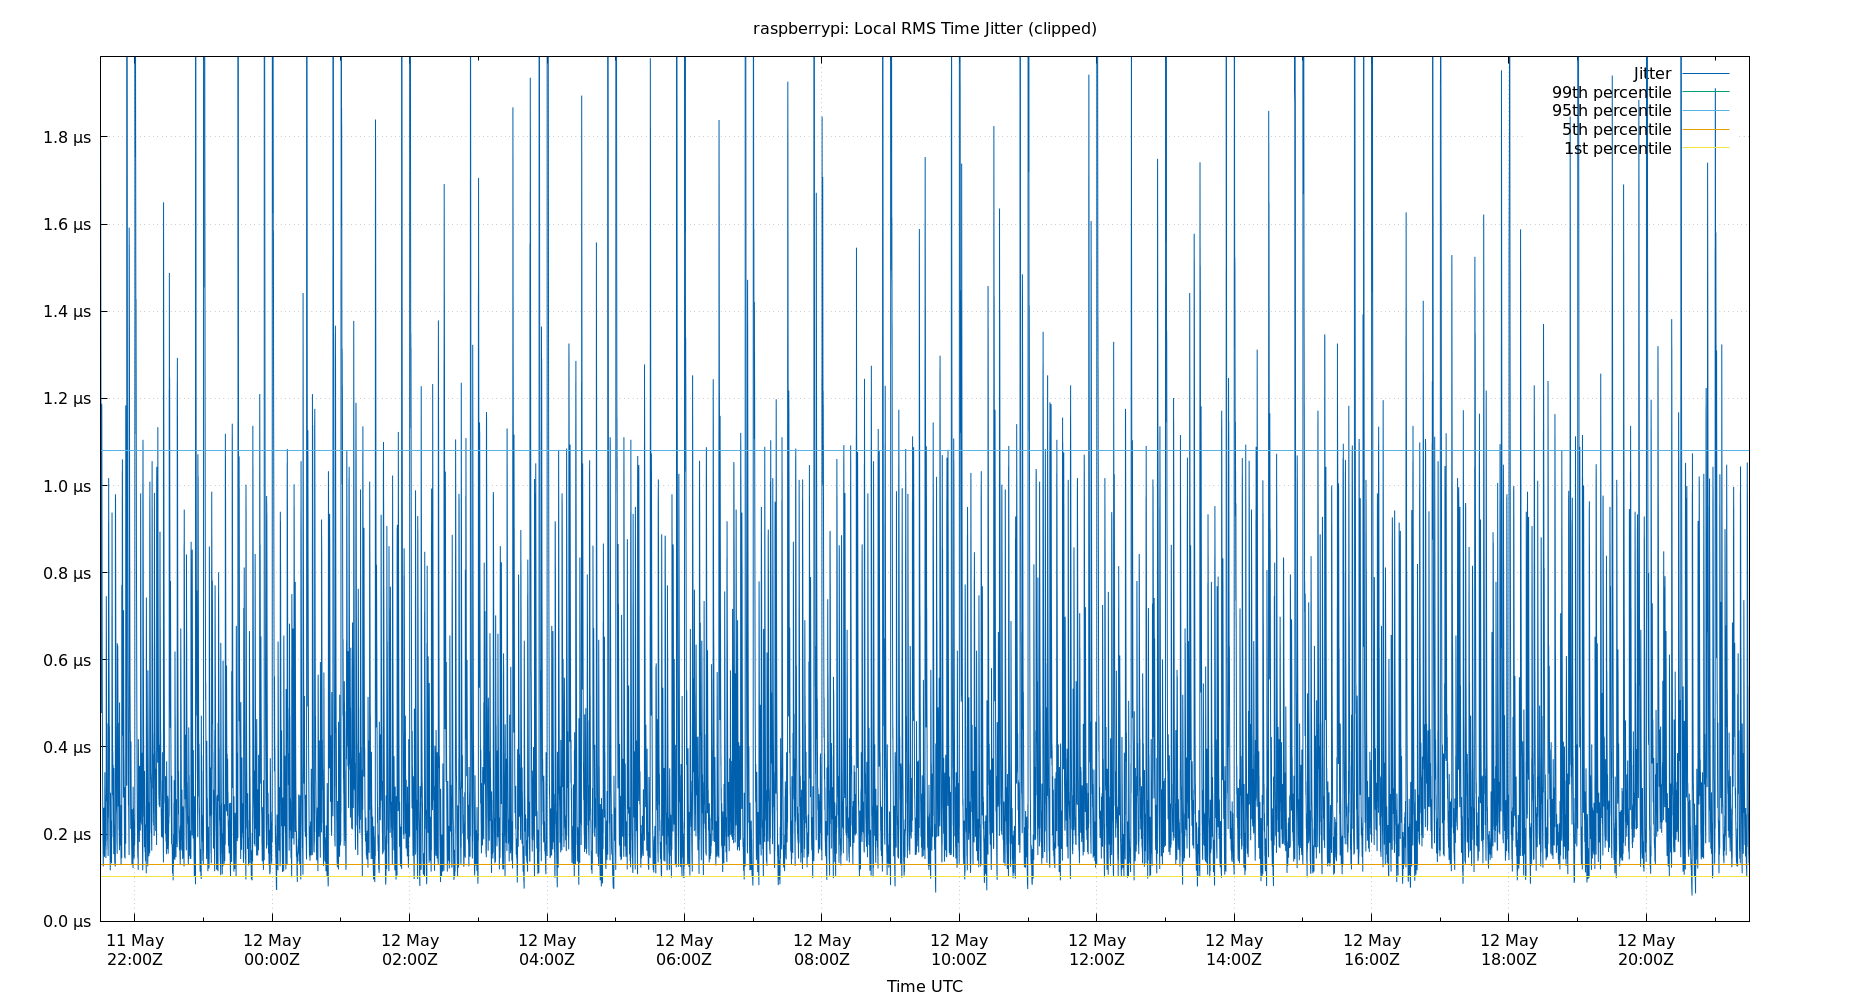 raspberrypi: Local RMS Time Jitter (clipped)
Jitter
99th percentile
95th percentile
5th percentile
1st percentile
1.8 µs
1.6 µs
1.4 µs
1.2 µs
1.0 µs
0.8 µs
0.6 µs
0.4 µs
0.2 µs
0.0 µs
11 May 12 May 12 May 12 May 12 May 12 May 12 May 12 May 12 May 12 May 12 May 12 May
22:00Z 00:00Z 02:00Z 04:00Z 06:00Z 08:00Z 10:00Z 12:00Z 14:00Z 16:00Z 18:00Z 20:00Z
Time UTC